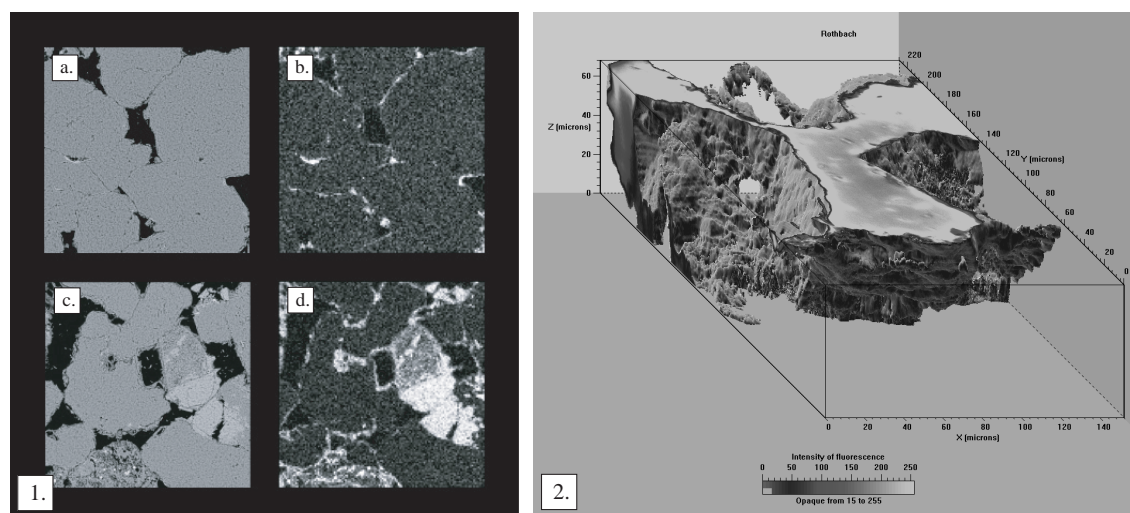 a.
b.
c.
d.
1.
Rothbach
Z (microns)
60
40
20
0
220
200
180
160
140
120
Y (microns)
100
80
60
40
20
0
0
20
40
60
80
100
120
140
X (microns)
Intensity of fluorescence
0 50 100 150 200 250
Opaque from 15 to 255
2.